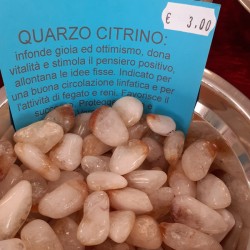 € 3,00
QUARZO CITRINO:
infonde gioia ed ottimismo, dona
vitalità e stimola il pensiero positivo,
allontana le idee fisse. Indicato per
una buona circolazione linfatica e per
l'attività di fegato e reni. Favorisce il